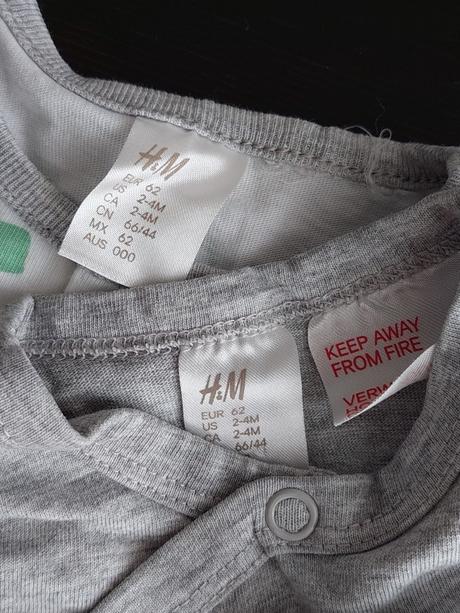 H&M
EUR 62
US 2-4M
CA 2-4M
CN 66/44
MX 62
AUS 000
H&M
EUR 62
US 2-4M
CA 2-4M
66/44
KEEP AWAY
FROM FIRE